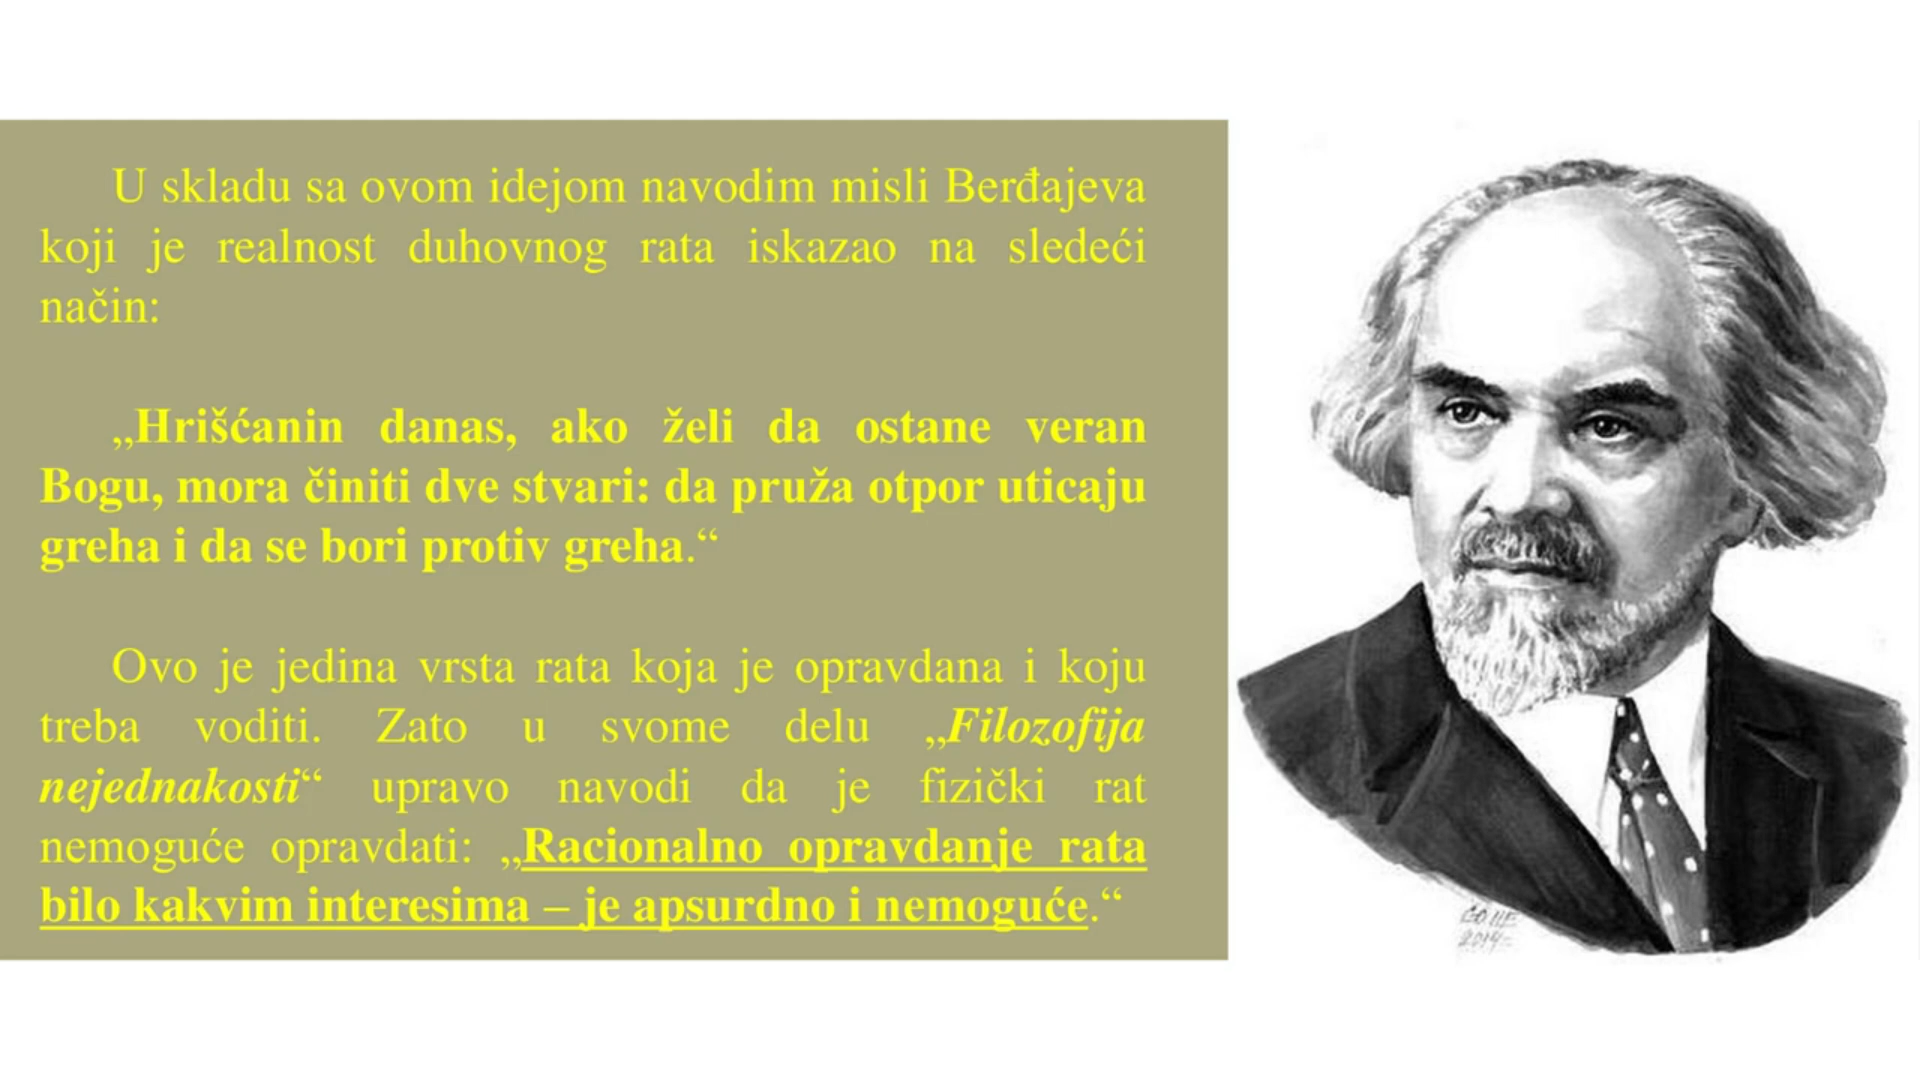 U skladu sa ovom idejom navodim misli Berđajeva
koji je realnost duhovnog rata iskazao na sledeći
način:
„Hrišćanin danas, ako želi da ostane veran
Bogu, mora činiti dve stvari: da pruža otpor uticaju
greha i da se bori protiv greha.“
Ovo je jedina vrsta rata koja je opravdana i koju
treba voditi. Zato u svome delu „Filozofija
nejednakosti“ upravo navodi da je fizički rat
nemoguće opravdati: „Racionalno opravdanje rata
bilo kakvim interesima – je apsurdno i nemoguće.“
2014